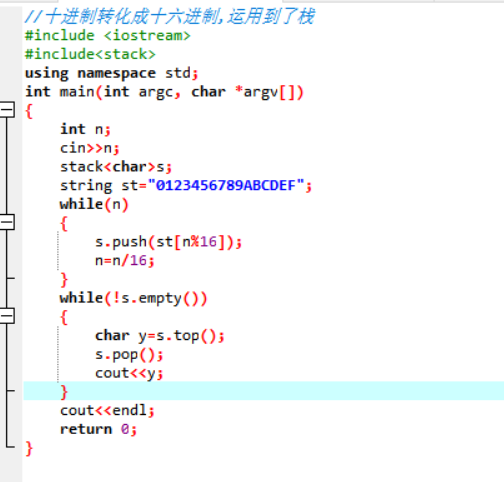 //十进制转化成十六进制,运用到了栈
#include <iostream>
#include<stack>
using namespace std;
int main(int argc, char *argv[])
{
int n;
cin>>n;
stack<char>s;
string st="0123456789ABCDEF";
while(n)
{
s.push(st[n%16]);
n=n/16;
}
while(!s.empty())
{
char y=s.top();
s.pop();
cout<<y;
}
cout<<endl;
return 0;
}